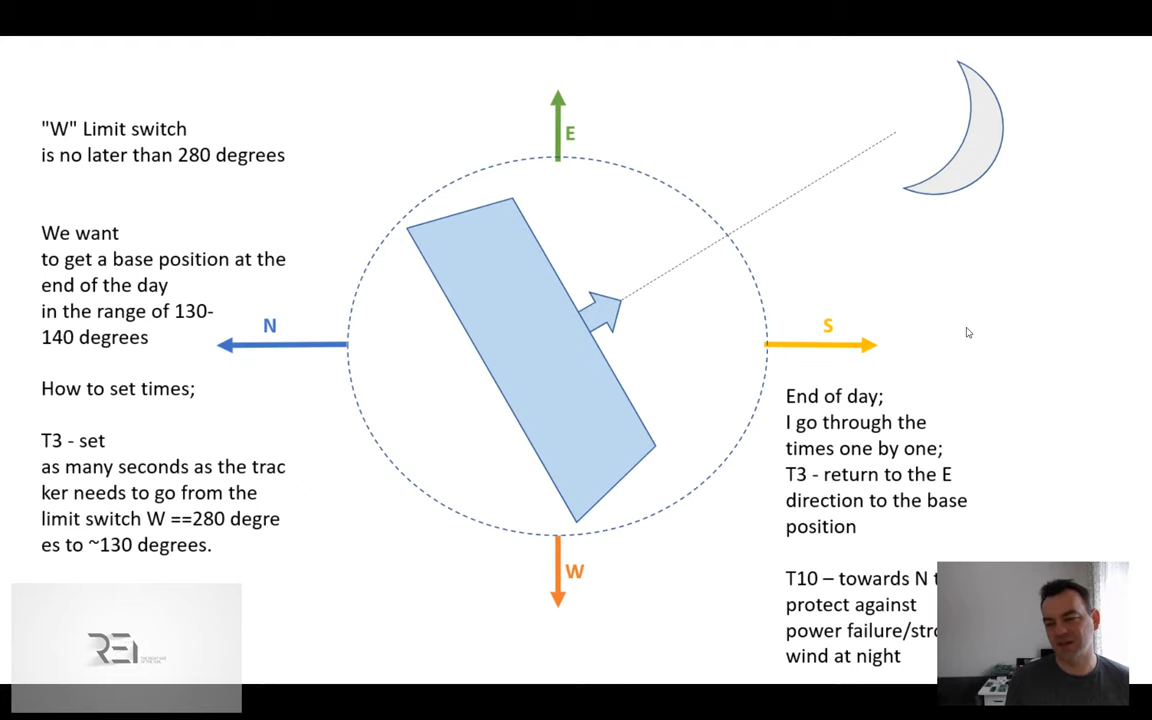 "W" Limit switch
is no later than 280 degrees
We want
to get a base position at the
end of the day
in the range of 130-
140 degrees
How to set times;
T3 - set
as many seconds as the trac
ker needs to go from the
limit switch W ==280 degre
es to ~130 degrees.
E
N
S
W
End of day;
I go through the
times one by one;
T3 - return to the E
direction to the base
position
T10 – towards N
protect against
power failure/
wind at night
REI